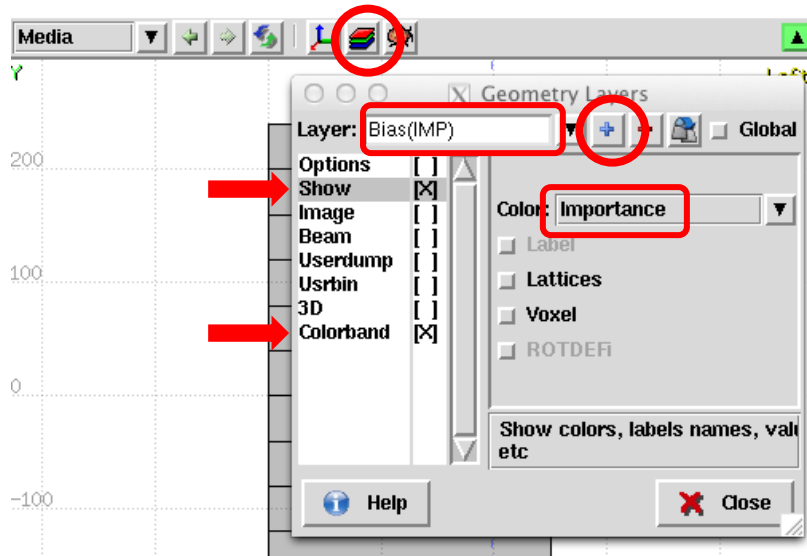 Media
Y
Left
Geometry Layers
Layer: Bias(IMP)
Global
Options [ ]
Show [X]
Image [ ]
Beam [ ]
Userdump [ ]
Usrbin [ ]
3D [ ]
Colorband [X]
Color: Importance
Label
Lattices
Voxel
ROTDEFi
Show colors, labels names, valu
etc
Help
Close
200
100
0
-100